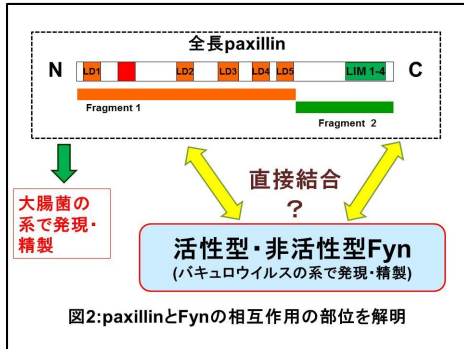 全長paxillin
N LD1 LD2 LD3 LD4 LD5 LIM 1-4 C
Fragment 1
Fragment 2
直接結合
?
大腸菌の
系で発現・
精製
活性型・非活性型Fyn
(バキュロウイルスの系で発現・精製)
図2:paxillinとFynの相互作用の部位を解明